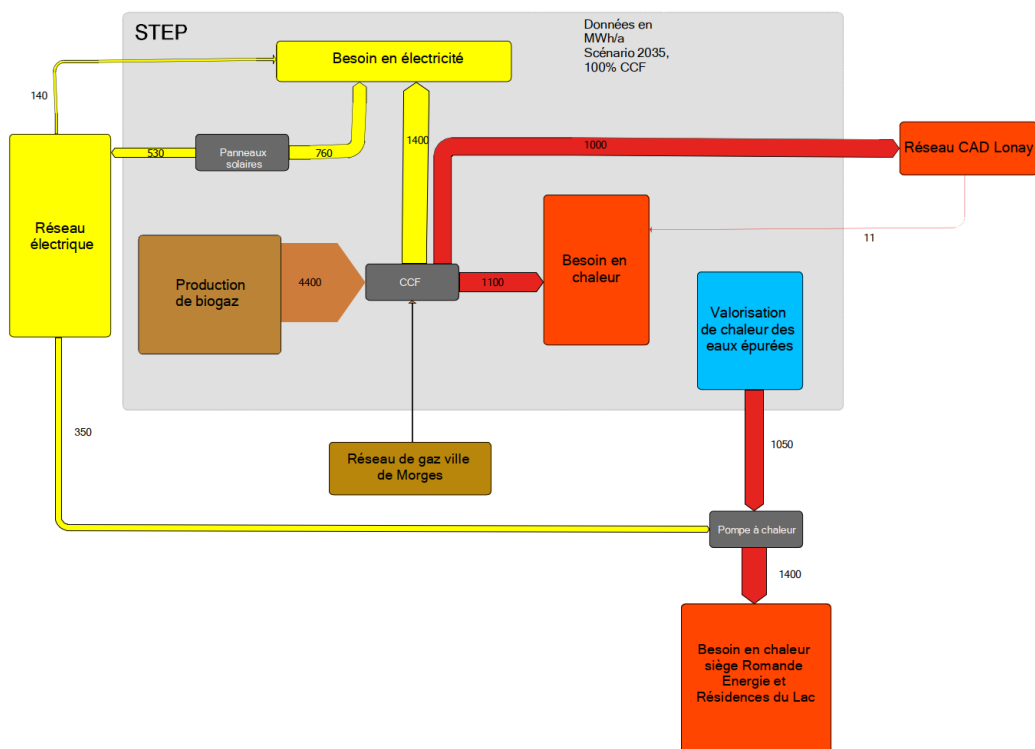 STEP
Données en
MWh/a
Scénario 2035,
100% CCF
Besoin en électricité
140
Panneaux
solaires
530
760
1400
1000
Réseau CAD Lonay
Réseau
électrique
Besoin en
chaleur
11
Production
de biogaz
4400
CCF
1100
Valorisation
de chaleur des
eaux épurées
350
Réseau de gaz ville
de Morges
1050
Pompe à chaleur
1400
Besoin en chaleur
siège Romande
Energie et
Résidences du Lac